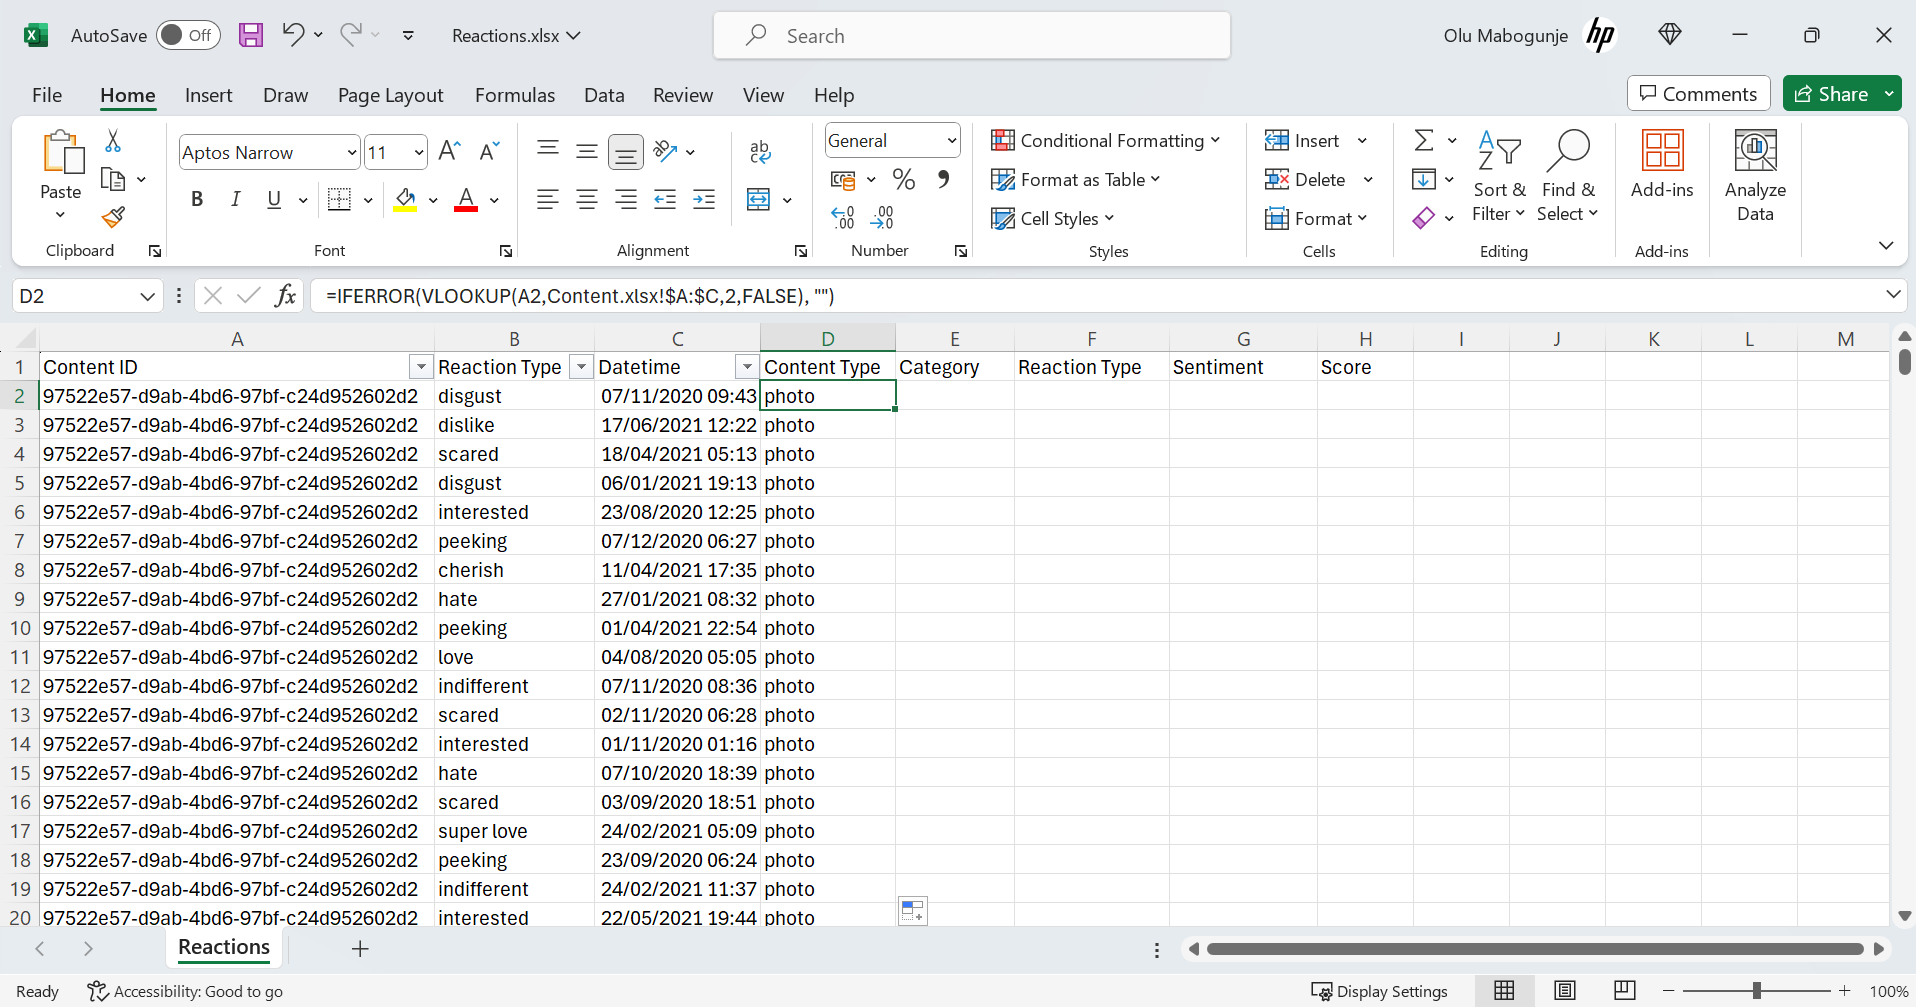 AutoSave Off Reactions.xlsx Search Olu Mabogunje hp
File Home Insert Draw Page Layout Formulas Data Review View Help Comments Share
Paste Aptos Narrow 11 General Conditional Formatting Format as Table Cell Styles Insert Delete Format Sort & Filter Find & Select Add-ins Analyze Data
Clipboard Font Alignment Number Styles Cells Editing Add-ins
D2 fx =IFERROR(VLOOKUP(A2,Content.xlsx!$A:$C,2,FALSE), "")
A B C D E F G H I J K L M
1 Content ID Reaction Type Datetime Content Type Category Reaction Type Sentiment Score
2 97522e57-d9ab-4bd6-97bf-c24d952602d2 disgust 07/11/2020 09:43 photo
3 97522e57-d9ab-4bd6-97bf-c24d952602d2 dislike 17/06/2021 12:22 photo
4 97522e57-d9ab-4bd6-97bf-c24d952602d2 scared 18/04/2021 05:13 photo
5 97522e57-d9ab-4bd6-97bf-c24d952602d2 disgust 06/01/2021 19:13 photo
6 97522e57-d9ab-4bd6-97bf-c24d952602d2 interested 23/08/2020 12:25 photo
7 97522e57-d9ab-4bd6-97bf-c24d952602d2 peeking 07/12/2020 06:27 photo
8 97522e57-d9ab-4bd6-97bf-c24d952602d2 cherish 11/04/2021 17:35 photo
9 97522e57-d9ab-4bd6-97bf-c24d952602d2 hate 27/01/2021 08:32 photo
10 97522e57-d9ab-4bd6-97bf-c24d952602d2 peeking 01/04/2021 22:54 photo
11 97522e57-d9ab-4bd6-97bf-c24d952602d2 love 04/08/2020 05:05 photo
12 97522e57-d9ab-4bd6-97bf-c24d952602d2 indifferent 07/11/2020 08:36 photo
13 97522e57-d9ab-4bd6-97bf-c24d952602d2 scared 02/11/2020 06:28 photo
14 97522e57-d9ab-4bd6-97bf-c24d952602d2 interested 01/11/2020 01:16 photo
15 97522e57-d9ab-4bd6-97bf-c24d952602d2 hate 07/10/2020 18:39 photo
16 97522e57-d9ab-4bd6-97bf-c24d952602d2 scared 03/09/2020 18:51 photo
17 97522e57-d9ab-4bd6-97bf-c24d952602d2 super love 24/02/2021 05:09 photo
18 97522e57-d9ab-4bd6-97bf-c24d952602d2 peeking 23/09/2020 06:24 photo
19 97522e57-d9ab-4bd6-97bf-c24d952602d2 indifferent 24/02/2021 11:37 photo
20 97522e57-d9ab-4bd6-97bf-c24d952602d2 interested 22/05/2021 19:44 photo
Reactions
Ready Accessibility: Good to go Display Settings 100%